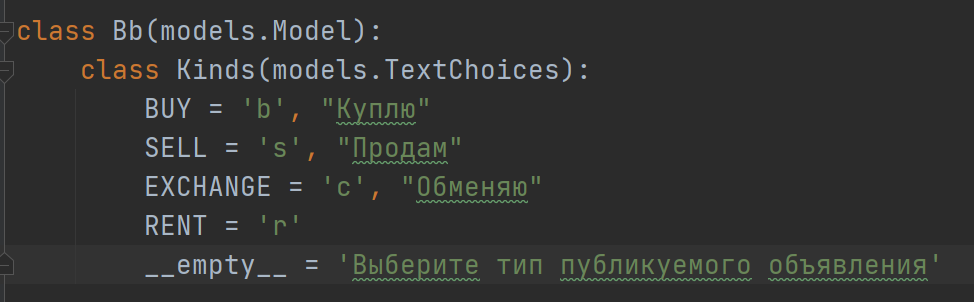 class Bb(models.Model):
    class Kinds(models.TextChoices):
        BUY = 'b', "Куплю"
        SELL = 's', "Продам"
        EXCHANGE = 'c', "Обменяю"
        RENT = 'r'
        __empty__ = 'Выберите тип публикуемого объявления'